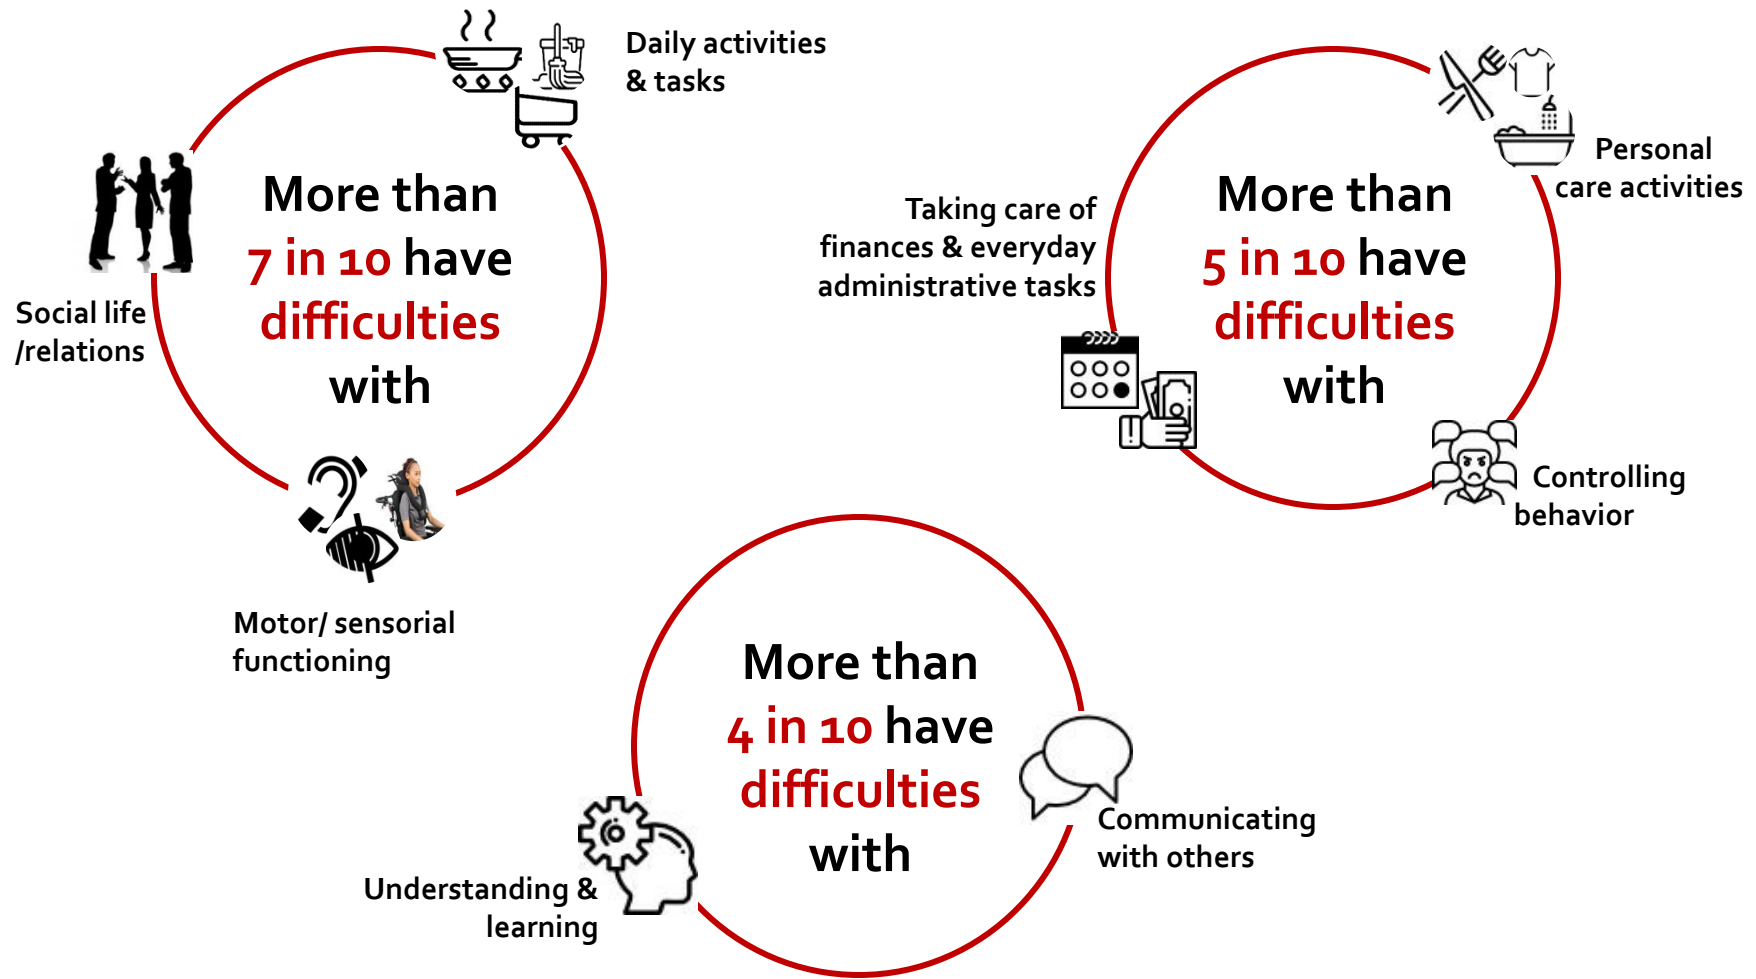 Daily activities
& tasks
More than
7 in 10 have
difficulties
with
Social life
/relations
Motor/ sensorial
functioning
Personal
care activities
Taking care of
finances & everyday
administrative tasks
More than
5 in 10 have
difficulties
with
Controlling
behavior
More than
4 in 10 have
difficulties
with
Communicating
with others
Understanding &
learning